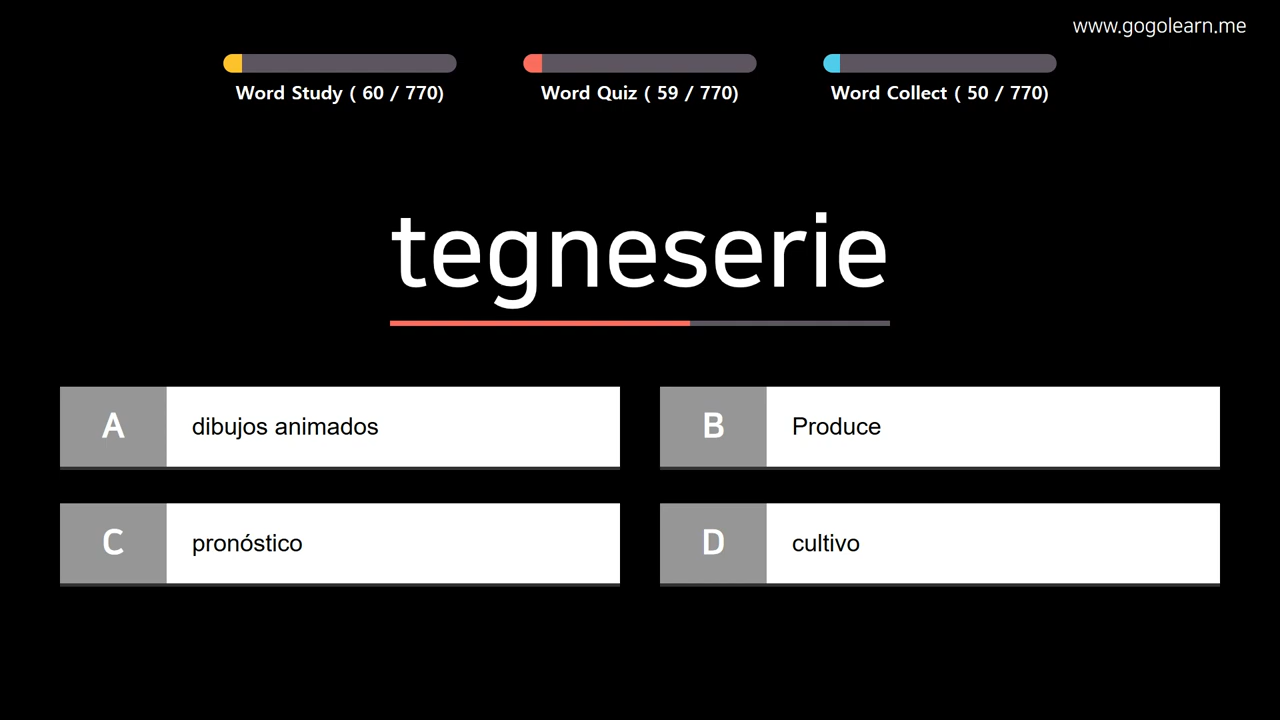 www.gogolearn.me
Word Study ( 60 / 770)
Word Quiz ( 59 / 770)
Word Collect ( 50 / 770)
tegneserie
A
dibujos animados
B
Produce
C
pronóstico
D
cultivo